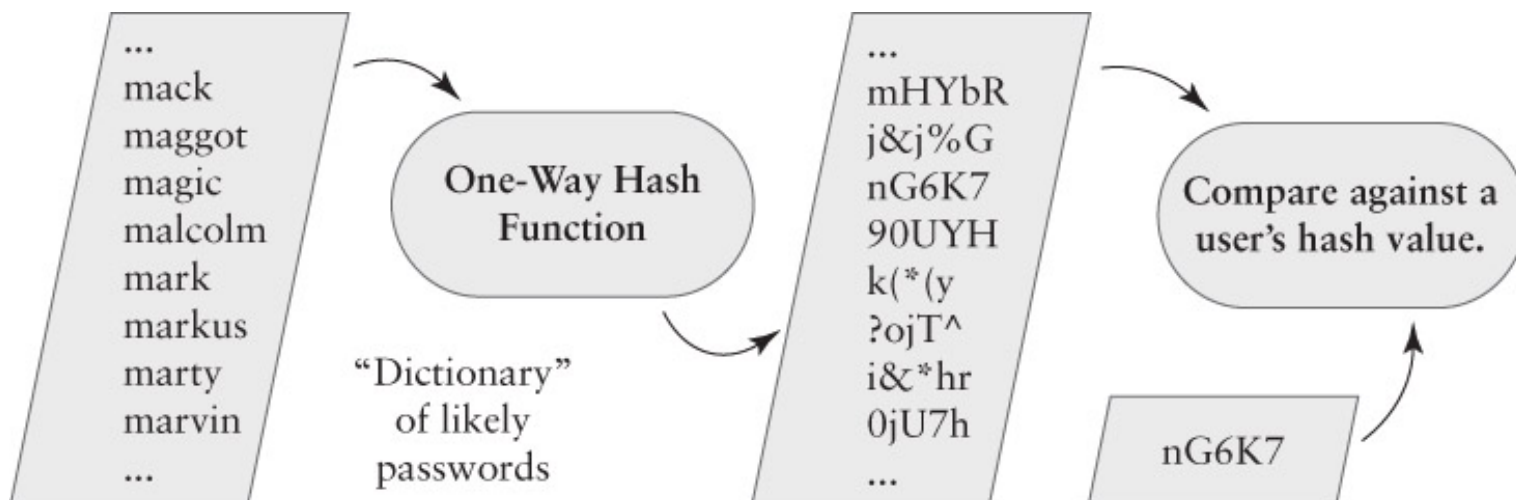 ...
mack
maggot
magic
malcolm
mark
markus
marty
marvin
...
One-Way Hash
Function
“Dictionary”
of likely
passwords
...
mHYbR
j&j%G
nG6K7
90UYH
k(*(y
?ojT^
i&*hr
0jU7h
...
Compare against a
user’s hash value.
nG6K7